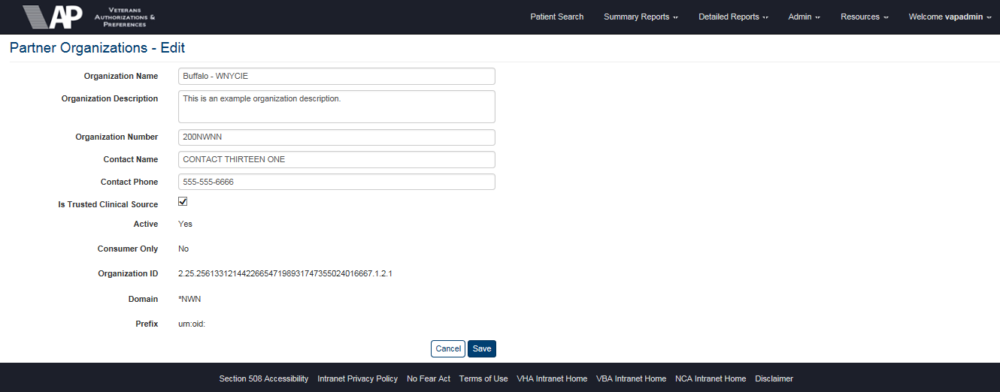 VAP VETERANS AUTHORIZATIONS & PREFERENCES Patient Search Summary Reports Detailed Reports Admin Resources Welcome vapadmin
Partner Organizations - Edit
Organization Name Buffalo - WNYCIE
Organization Description This is an example organization description.
Organization Number 200NWNN
Contact Name CONTACT THIRTEEN ONE
Contact Phone 555-555-6666
Is Trusted Clinical Source
Active Yes
Consumer Only No
Organization ID 2.25.256133121442266547198931747355024016667.1.2.1
Domain *NWN
Prefix urn:oid:
Cancel Save
Section 508 Accessibility Intranet Privacy Policy No Fear Act Terms of Use VHA Intranet Home VBA Intranet Home NCA Intranet Home Disclaimer